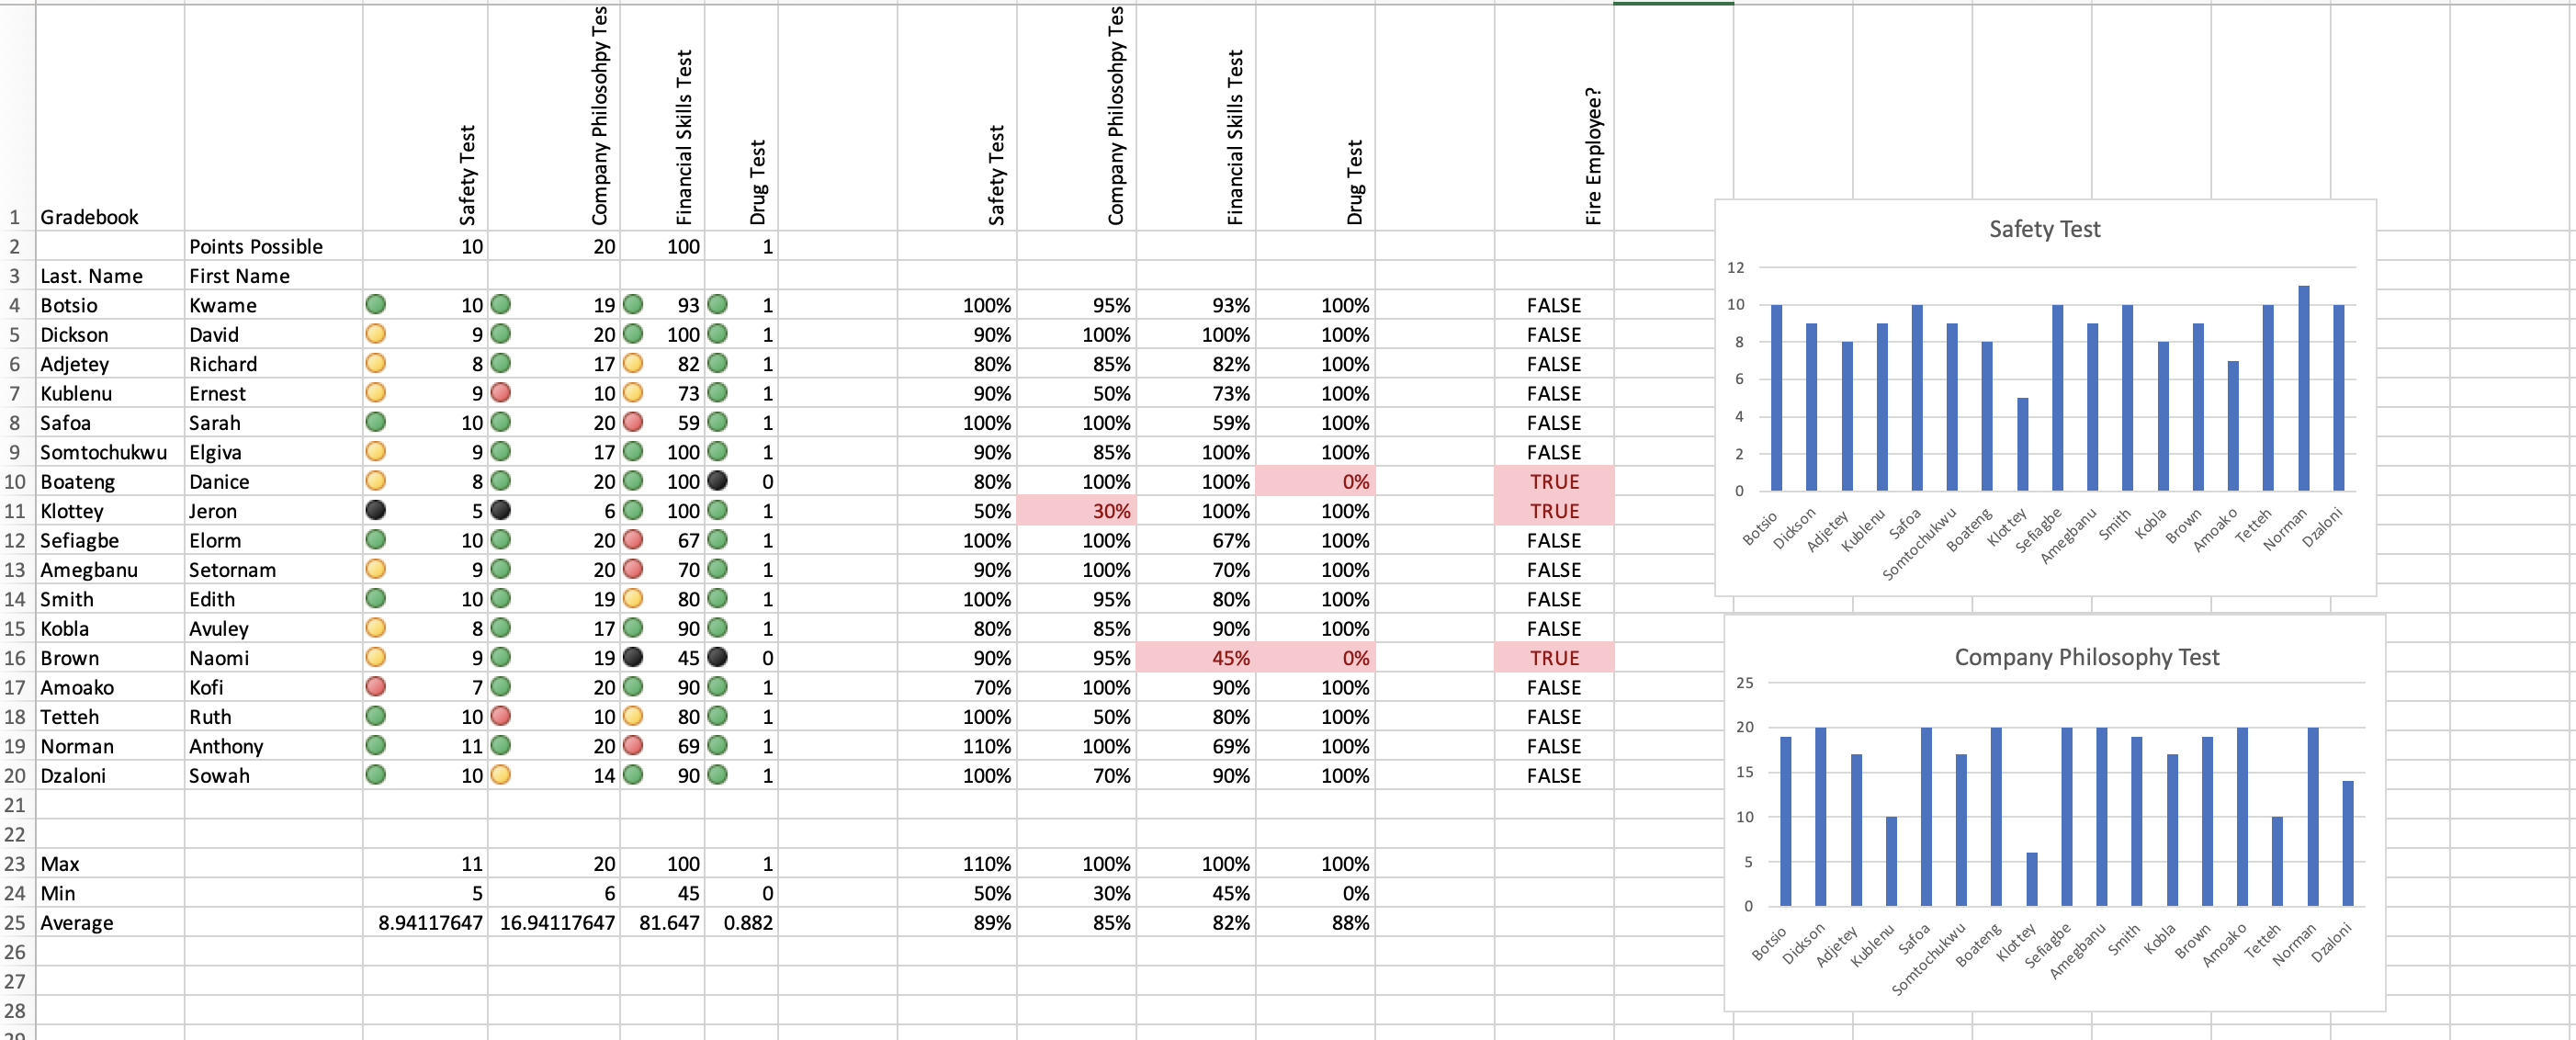 Safety Test
Company Philosohpy Tes
Financial Skills Test
Drug Test
Safety Test
Company Philosohpy Tes
Financial Skills Test
Drug Test
Fire Employee?
1 Gradebook
2 Points Possible 10 20 100 1
3 Last. Name First Name
4 Botsio Kwame 10 19 93 1 100% 95% 93% 100% FALSE
5 Dickson David 9 20 100 1 90% 100% 100% 100% FALSE
6 Adjetey Richard 8 17 82 1 80% 85% 82% 100% FALSE
7 Kublenu Ernest 9 10 73 1 90% 50% 73% 100% FALSE
8 Safoa Sarah 10 20 59 1 100% 100% 59% 100% FALSE
9 Somtochukwu Elgiva 9 17 100 1 90% 85% 100% 100% FALSE
10 Boateng Danice 8 20 100 0 80% 100% 100% 0% TRUE
11 Klottey Jeron 5 6 100 1 50% 30% 100% 100% TRUE
12 Sefiagbe Elorm 10 20 67 1 100% 100% 67% 100% FALSE
13 Amegbanu Setornam 9 20 70 1 90% 100% 70% 100% FALSE
14 Smith Edith 10 19 80 1 100% 95% 80% 100% FALSE
15 Kobla Avuley 8 17 90 1 80% 85% 90% 100% FALSE
16 Brown Naomi 9 19 45 0 90% 95% 45% 0% TRUE
17 Amoako Kofi 7 20 90 1 70% 100% 90% 100% FALSE
18 Tetteh Ruth 10 10 80 1 100% 50% 80% 100% FALSE
19 Norman Anthony 11 20 69 1 110% 100% 69% 100% FALSE
20 Dzaloni Sowah 10 14 90 1 100% 70% 90% 100% FALSE
21
22
23 Max 11 20 100 1 110% 100% 100% 100%
24 Min 5 6 45 0 50% 30% 45% 0%
25 Average 8.94117647 16.94117647 81.647 0.882 89% 85% 82% 88%
26
27
28
29
Safety Test
12
10
8
6
4
2
0
Botsio Dickson Adjetey Kublenu Safoa Somtochukwu Boateng Klottey Sefiagbe Amegbanu Smith Kobla Brown Amoako Tetteh Norman Dzaloni
Company Philosophy Test
25
20
15
10
5
0
Botsio Dickson Adjetey Kublenu Safoa Somtochukwu Boateng Klottey Sefiagbe Amegbanu Smith Kobla Brown Amoako Tetteh Norman Dzaloni